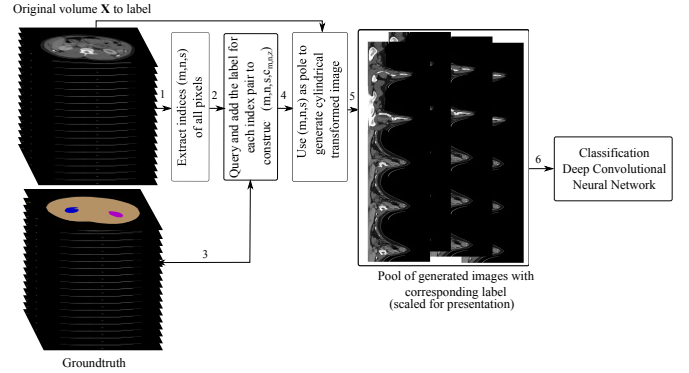 Original volume X to label
1
Extract indices (m,n,s)
of all pixels
2
Query and add the label for
each index pair to
construc (m,n,s,cm,n,z)
3
4
Use (m,n,s) as pole to
generate cylindrical
transformed image
5
Pool of generated images with
corresponding label
(scaled for presentation)
6
Classification
Deep Convolutional
Neural Network
Groundtruth